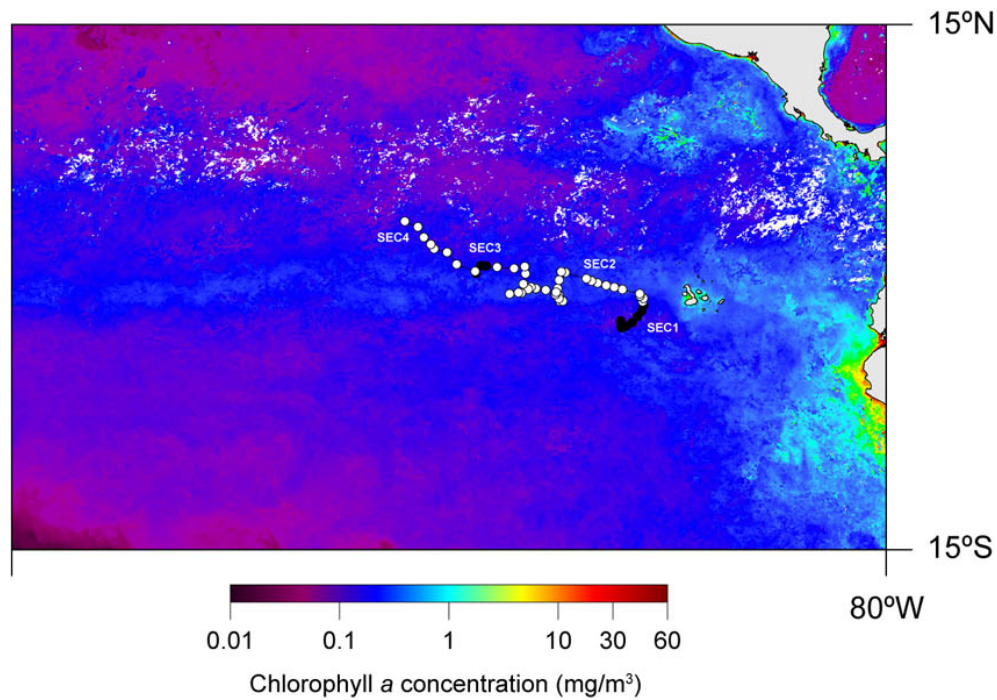 15ºN
SEC4
SEC3
SEC2
SEC1
15ºS
80ºW
0.01 0.1 1 10 30 60
Chlorophyll a concentration (mg/m³)